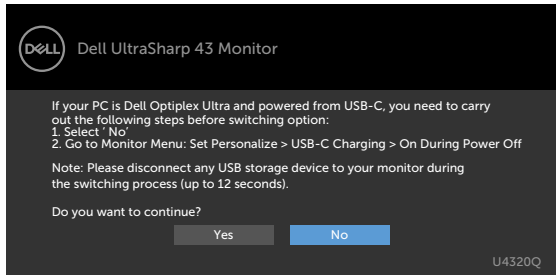 DELL
Dell UltraSharp 43 Monitor
If your PC is Dell Optiplex Ultra and powered from USB-C, you need to carry
out the following steps before switching option:
1. Select ' No'
2. Go to Monitor Menu: Set Personalize > USB-C Charging > On During Power Off
Note: Please disconnect any USB storage device to your monitor during
the switching process (up to 12 seconds).
Do you want to continue?
Yes
No
U4320Q